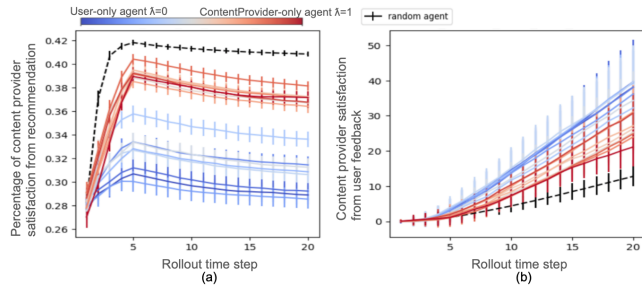 User-only agent ƛ=0
ContentProvider-only agent ƛ=1
random agent
Percentage of content provider
satisfaction from recommendation
0.42
0.40
0.38
0.36
0.34
0.32
0.30
0.28
0.26
5
10
15
20
Rollout time step
(a)
Content provider satisfaction
from user feedback
50
40
30
20
10
0
5
10
15
20
Rollout time step
(b)